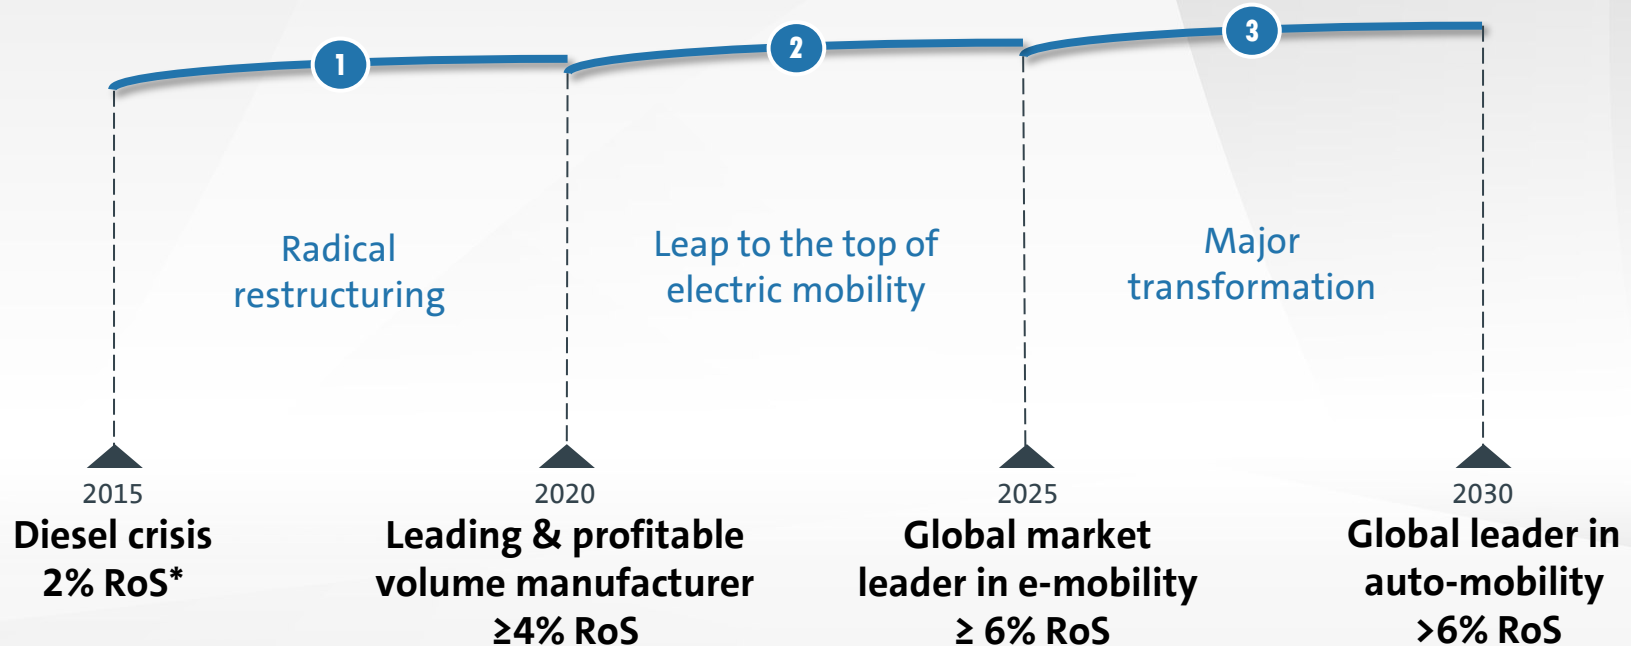 1
2
3
Radical
restructuring
Leap to the top of
electric mobility
Major
transformation
2015
Diesel crisis
2% RoS*
2020
Leading & profitable
volume manufacturer
≥4% RoS
2025
Global market
leader in e-mobility
≥ 6% RoS
2030
Global leader in
auto-mobility
>6% RoS